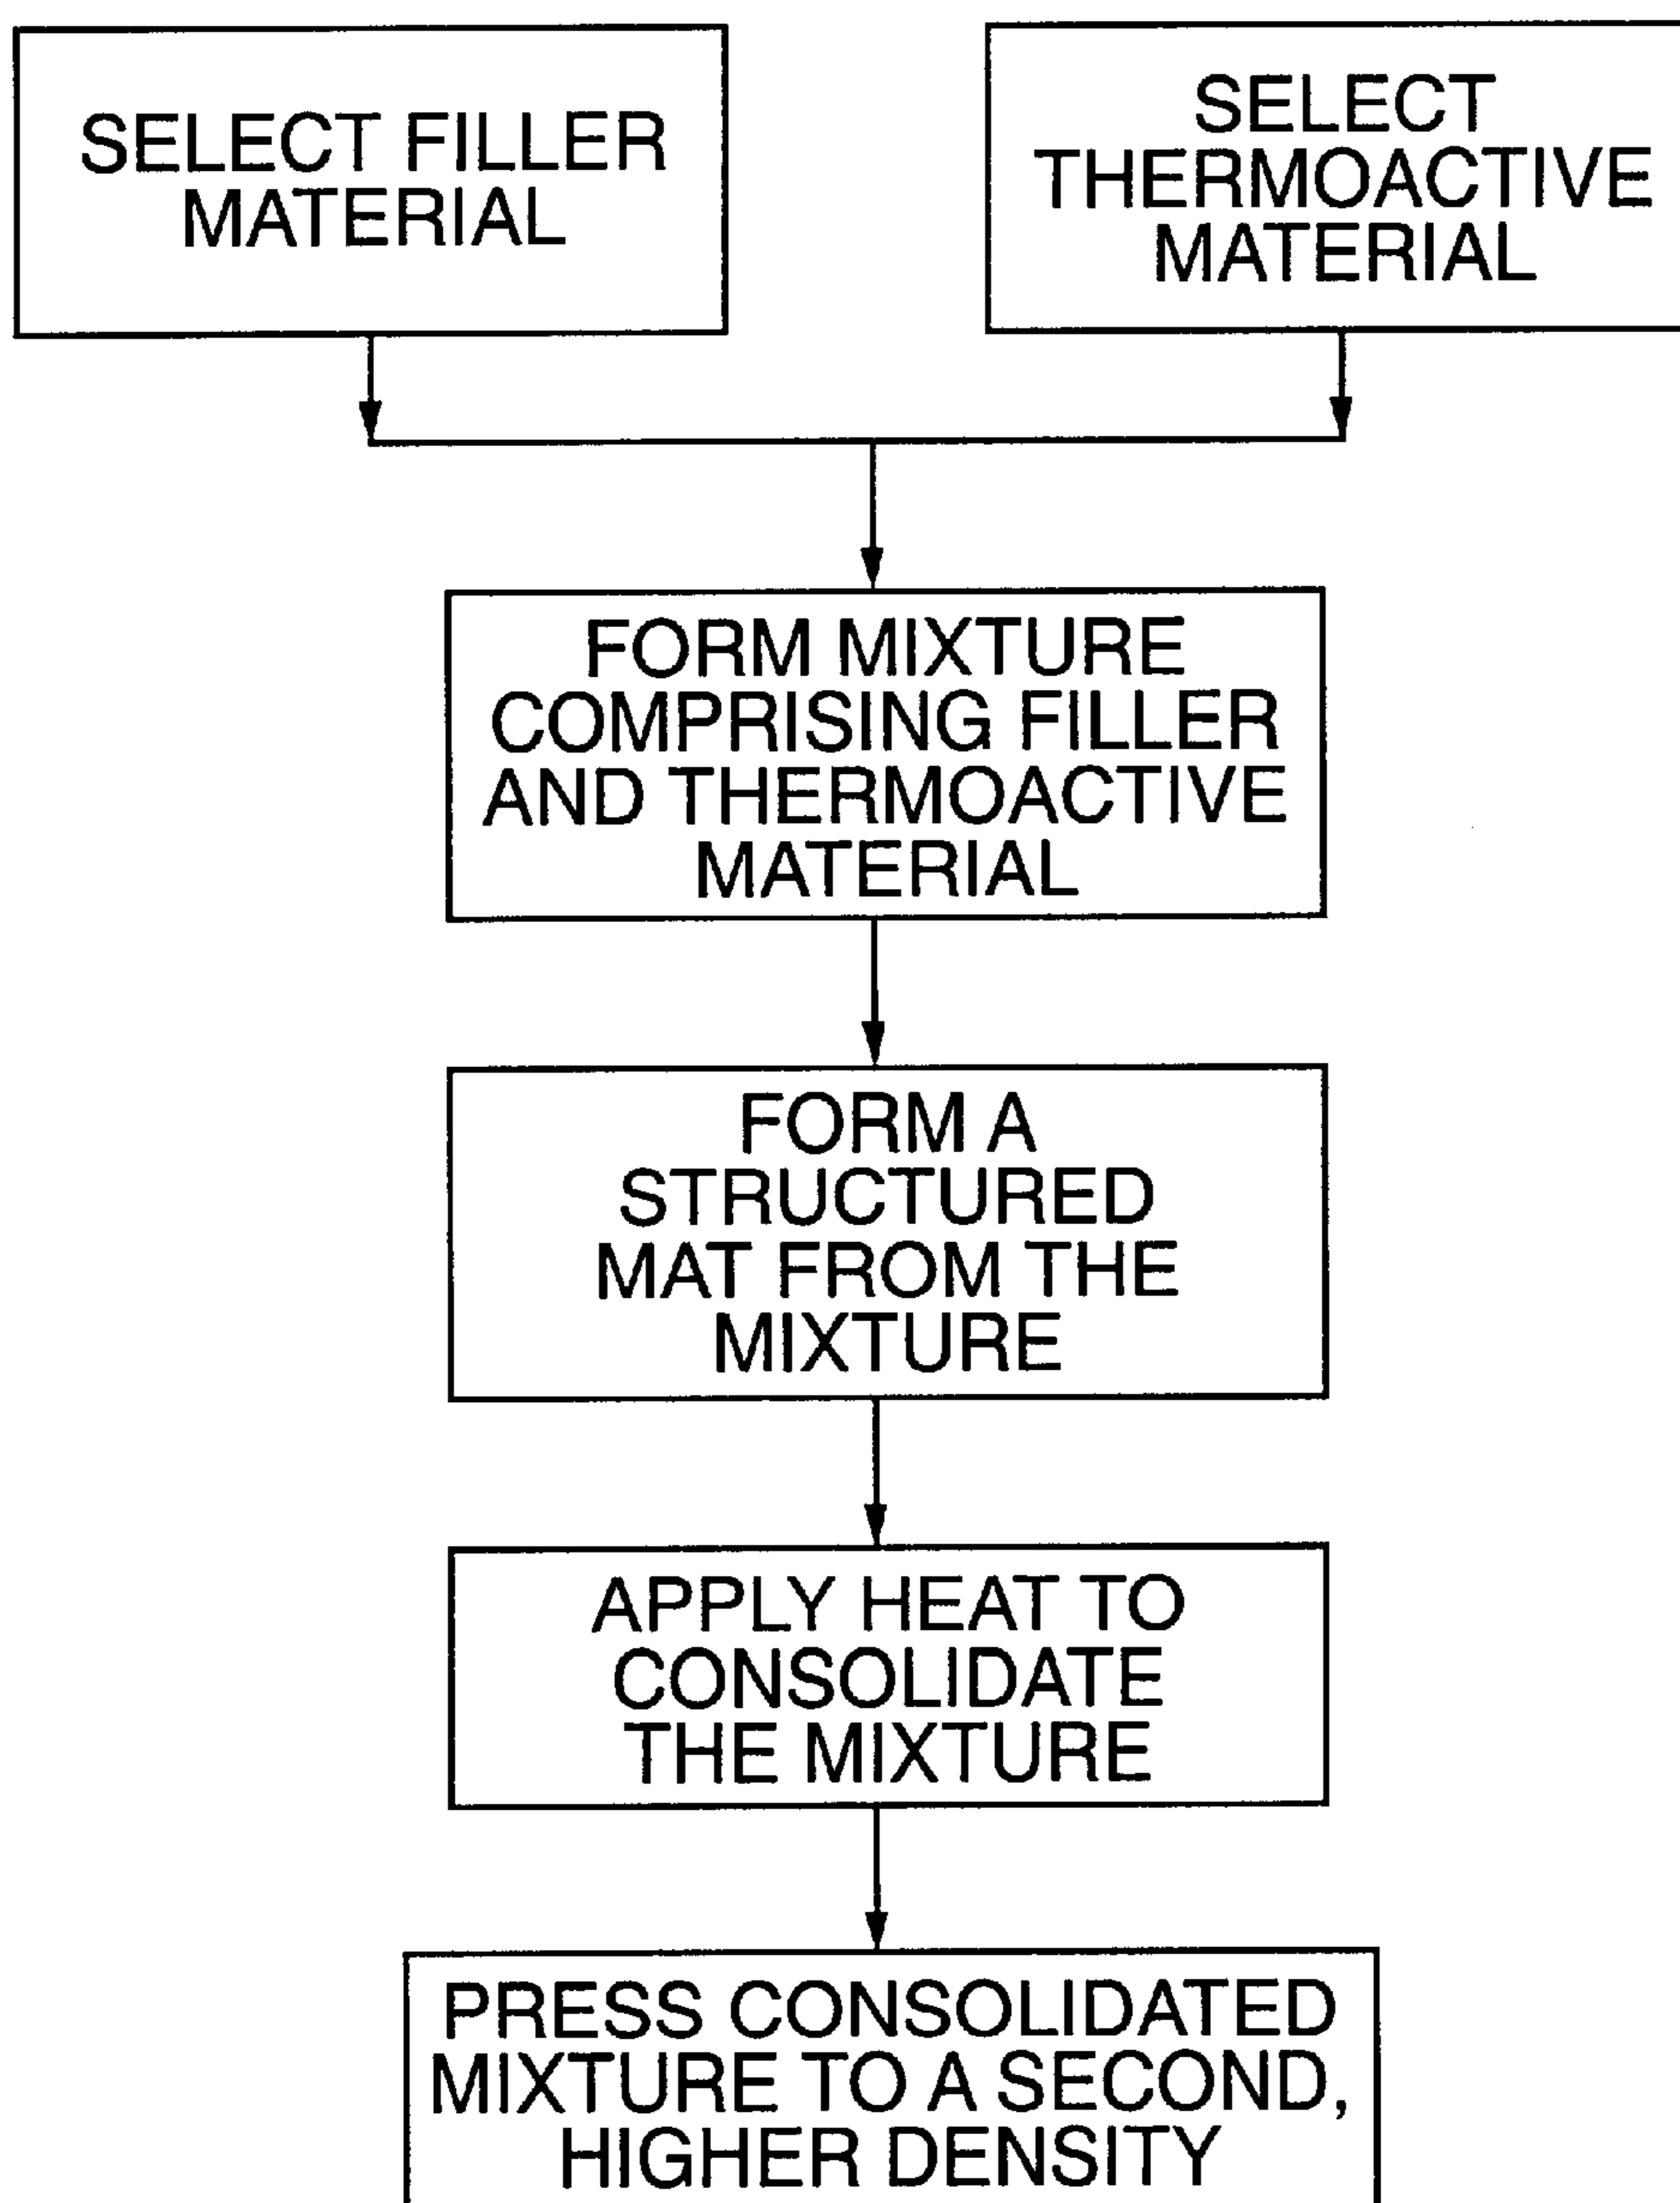 SELECT FILLER
MATERIAL
SELECT
THERMOACTIVE
MATERIAL
FORM MIXTURE
COMPRISING FILLER
AND THERMOACTIVE
MATERIAL
FORM A
STRUCTURED
MAT FROM THE
MIXTURE
APPLY HEAT TO
CONSOLIDATE
THE MIXTURE
PRESS CONSOLIDATED
MIXTURE TO A SECOND,
HIGHER DENSITY